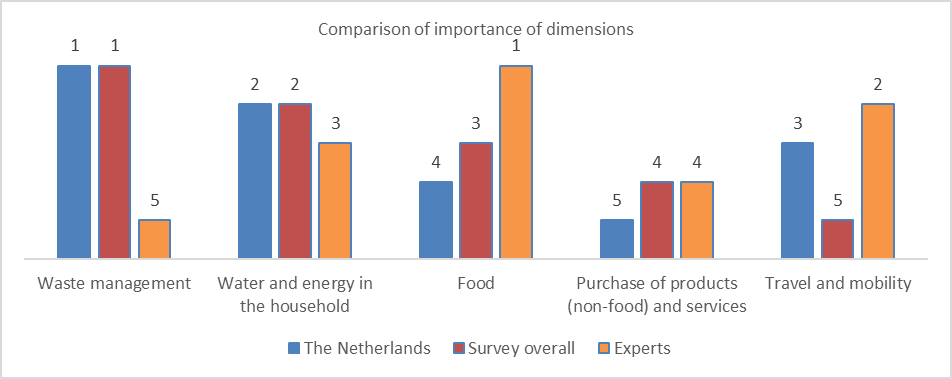 Comparison of importance of dimensions
1 1 5
2 2 3
4 3 1
5 4 4
3 5 2
Waste management
Water and energy in
the household
Food
Purchase of products
(non-food) and services
Travel and mobility
The Netherlands
Survey overall
Experts